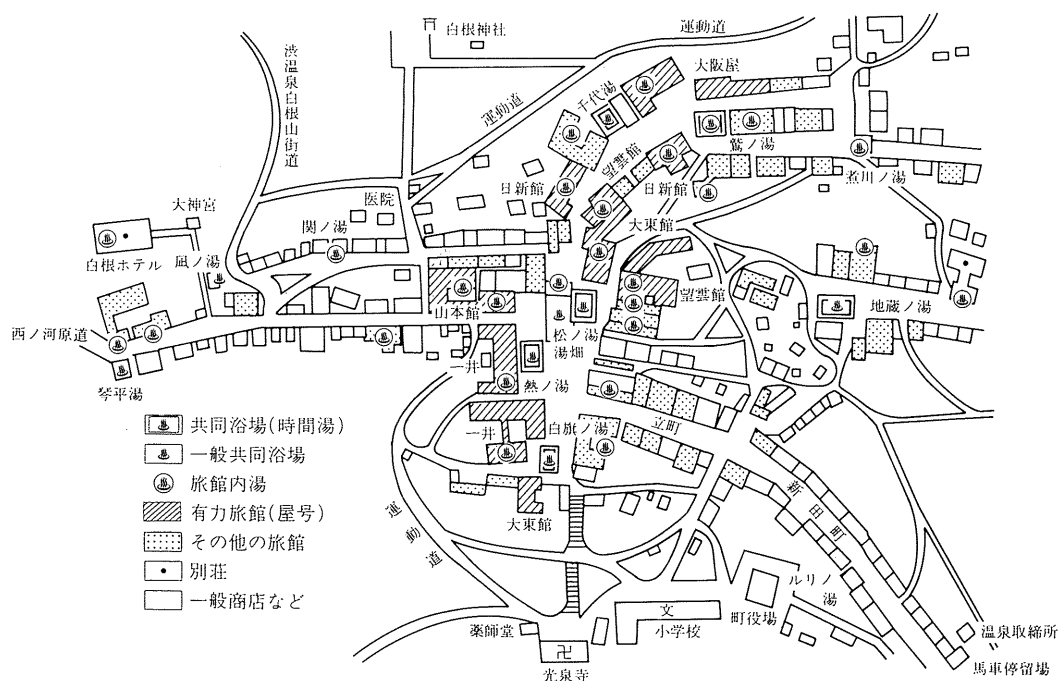 白根神社
運動道
渋温泉白根山街道
大阪屋
千代湯
運動道
鷲ノ湯
望雲館
日新館
日新館
煮川ノ湯
医院
大神宮
関ノ湯
大東館
白根ホテル
凪ノ湯
望雲館
地蔵ノ湯
山本館
松ノ湯
湯畑
西ノ河原道
一井
熱ノ湯
琴平湯
立町
共同浴場(時間湯)
一般共同浴場
旅館内湯
有力旅館(屋号)
その他の旅館
別荘
一般商店など
一井
白旗ノ湯
新田町
大東館
運動道
ルリノ湯
文
薬師堂
小学校
町役場
温泉取締所
卍
光泉寺
馬車停留場